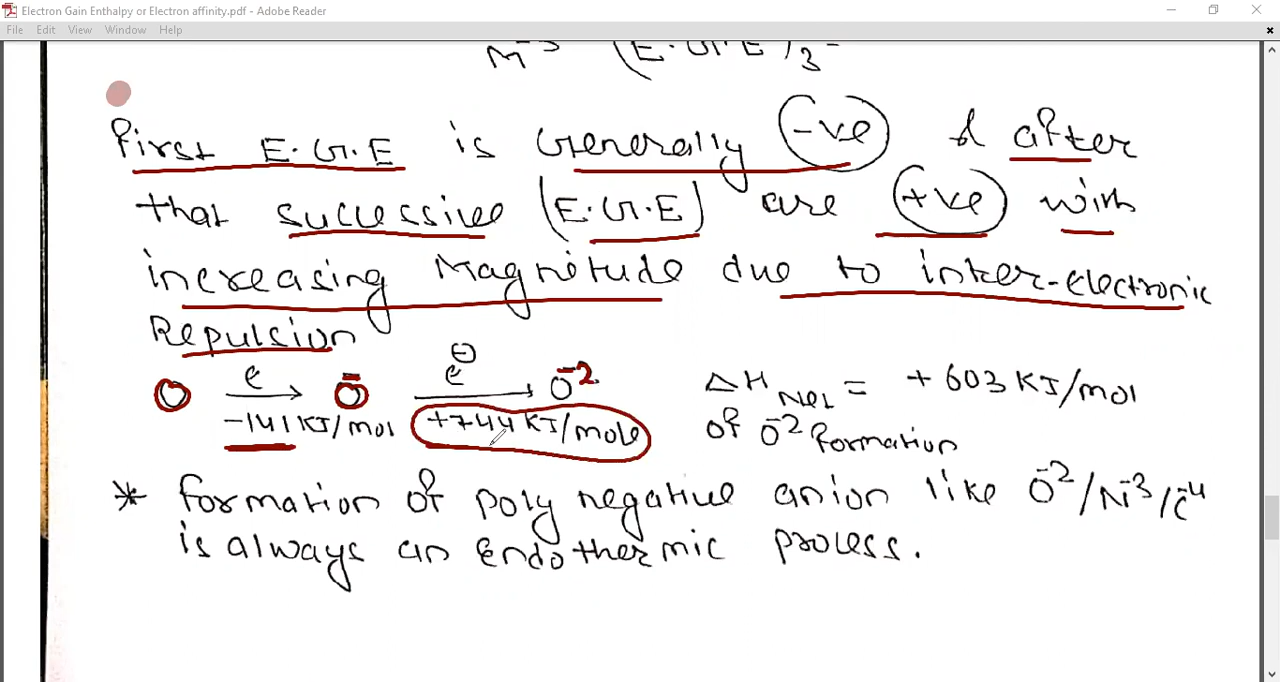 Electron Gain Enthalpy or Electron affinity.pdf - Adobe Reader
File Edit View Window Help
M⁻³ (E.G.E)₃
First E.G.E is Generally -ve & after
that successive (E.G.E) are +ve with
increasing Magnitude due to inter-electronic
Repulsion
O e → O⁻ e⊖ → O⁻² ΔH Net = + 603 KJ/mol
-141 KJ/mol +744 KJ/mole of O⁻² formation
* formation of poly negative anion like O⁻²/N⁻³/C⁻⁴
is always an Endothermic process.